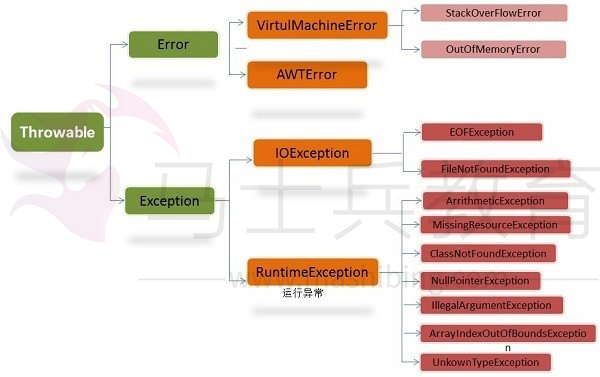 StackOverFlowError
VirtulMachineError
Error
OutOfMemoryError
AWTError
Throwable
EOFException
IOException
FileNotFoundException
Exception
马士兵教育
ArrithmeticException
MissingResourceException
ClassNotFoundException
RuntimeException
NullPointerException
运行异常
IllegalArgumentException
ArrayIndexOutOfBoundsExceptio
n
UnkownTypeException